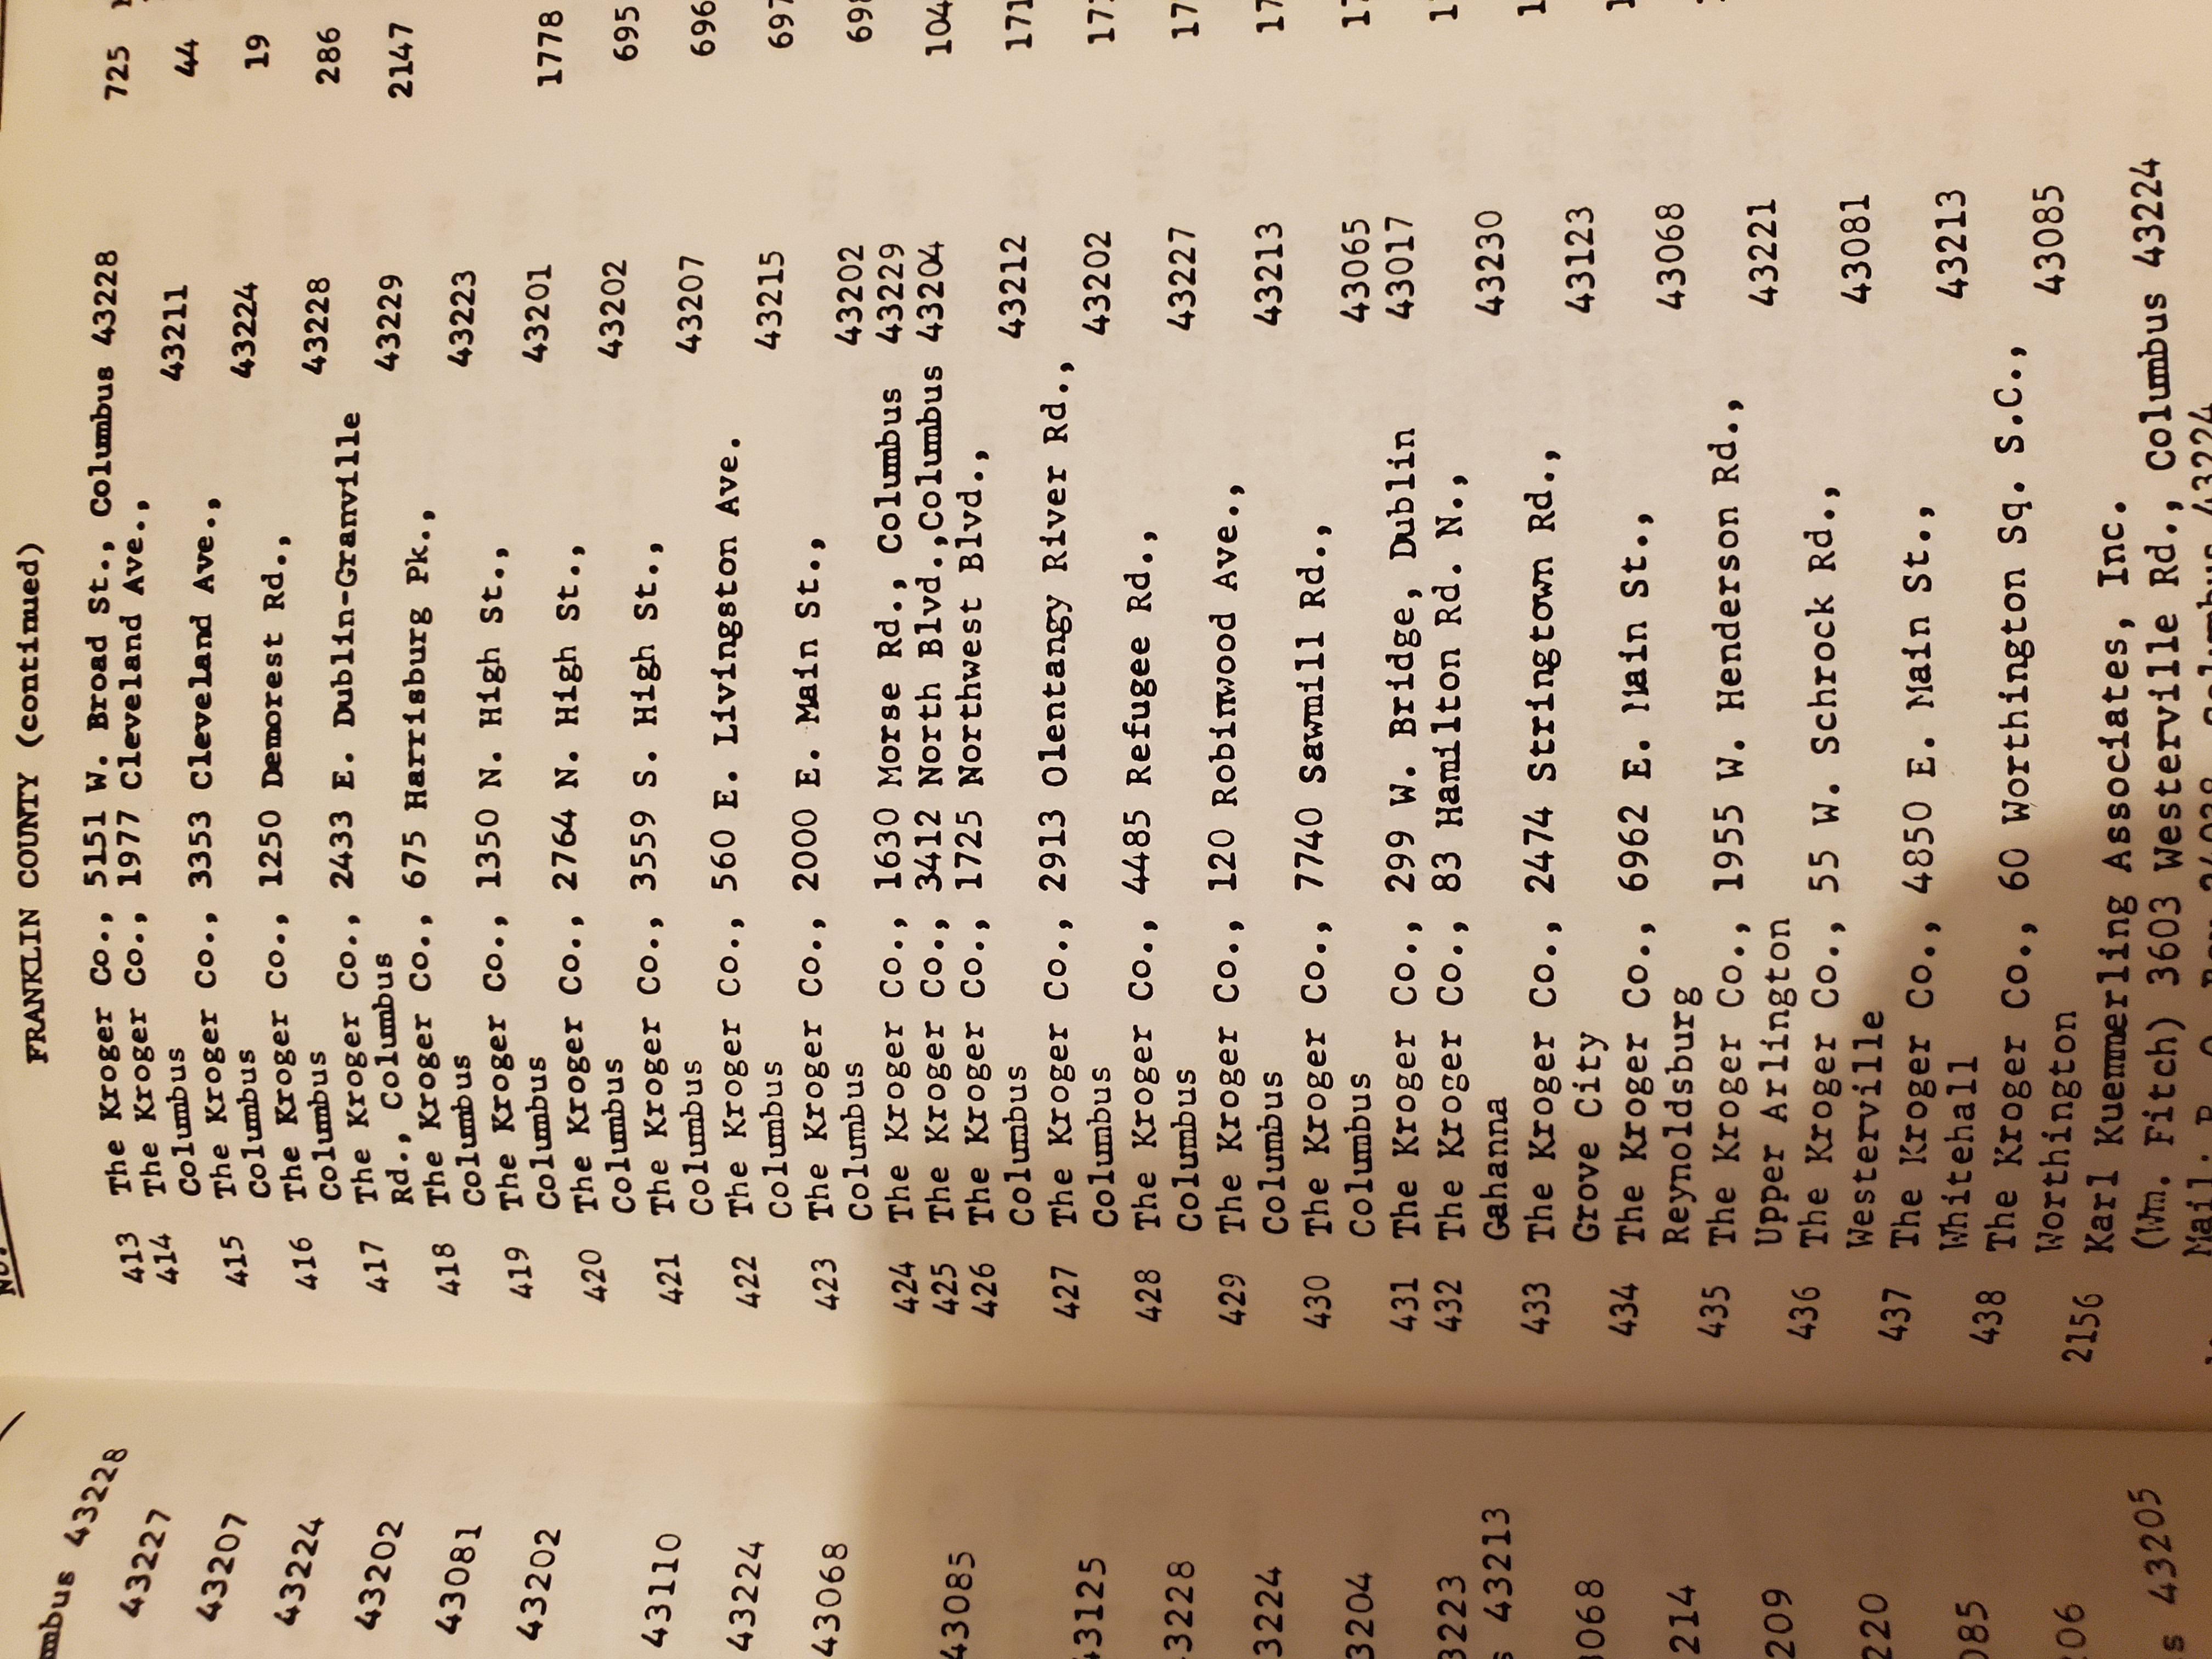 No.
FRANKLIN COUNTY (continued)
413 The Kroger Co., 5151 W. Broad St., Columbus 43228
414 The Kroger Co., 1977 Cleveland Ave.,
Columbus 43211
415 The Kroger Co., 3353 Cleveland Ave.,
Columbus 43224
416 The Kroger Co., 1250 Demorest Rd.,
Columbus 43228
417 The Kroger Co., 2433 E. Dublin-Granville
Rd., Columbus 43229
418 The Kroger Co., 675 Harrisburg Pk.,
Columbus 43223
419 The Kroger Co., 1350 N. High St.,
Columbus 43201
420 The Kroger Co., 2764 N. High St.,
Columbus 43202
421 The Kroger Co., 3559 S. High St.,
Columbus 43207
422 The Kroger Co., 560 E. Livingston Ave.
Columbus 43215
423 The Kroger Co., 2000 E. Main St.,
Columbus 43202
424 The Kroger Co., 1630 Morse Rd., Columbus 43229
425 The Kroger Co., 3412 North Blvd.,Columbus 43204
426 The Kroger Co., 1725 Northwest Blvd.,
Columbus 43212
427 The Kroger Co., 2913 Olentangy River Rd.,
Columbus 43202
428 The Kroger Co., 4485 Refugee Rd.,
Columbus 43227
429 The Kroger Co., 120 Robinwood Ave.,
Columbus 43213
430 The Kroger Co., 7740 Sawmill Rd.,
Columbus 43065
431 The Kroger Co., 299 W. Bridge, Dublin 43017
432 The Kroger Co., 83 Hamilton Rd. N.,
Gahanna 43230
433 The Kroger Co., 2474 Stringtown Rd.,
Grove City 43123
434 The Kroger Co., 6962 E. Main St.,
Reynoldsburg 43068
435 The Kroger Co., 1955 W. Henderson Rd.,
Upper Arlington 43221
436 The Kroger Co., 55 W. Schrock Rd.,
Westerville 43081
437 The Kroger Co., 4850 E. Main St.,
Whitehall 43213
438 The Kroger Co., 60 Worthington Sq. S.C.,
Worthington 43085
2156 Karl Kuemmerling Associates, Inc.
(Wm. Fitch) 3603 Westerville Rd., Columbus 43224
43228
43227
43207
43224
43202
43081
43202
43110
43224
43068
43085
43125
43228
43213
43205
725
44
19
286
2147
1778
695
696
697